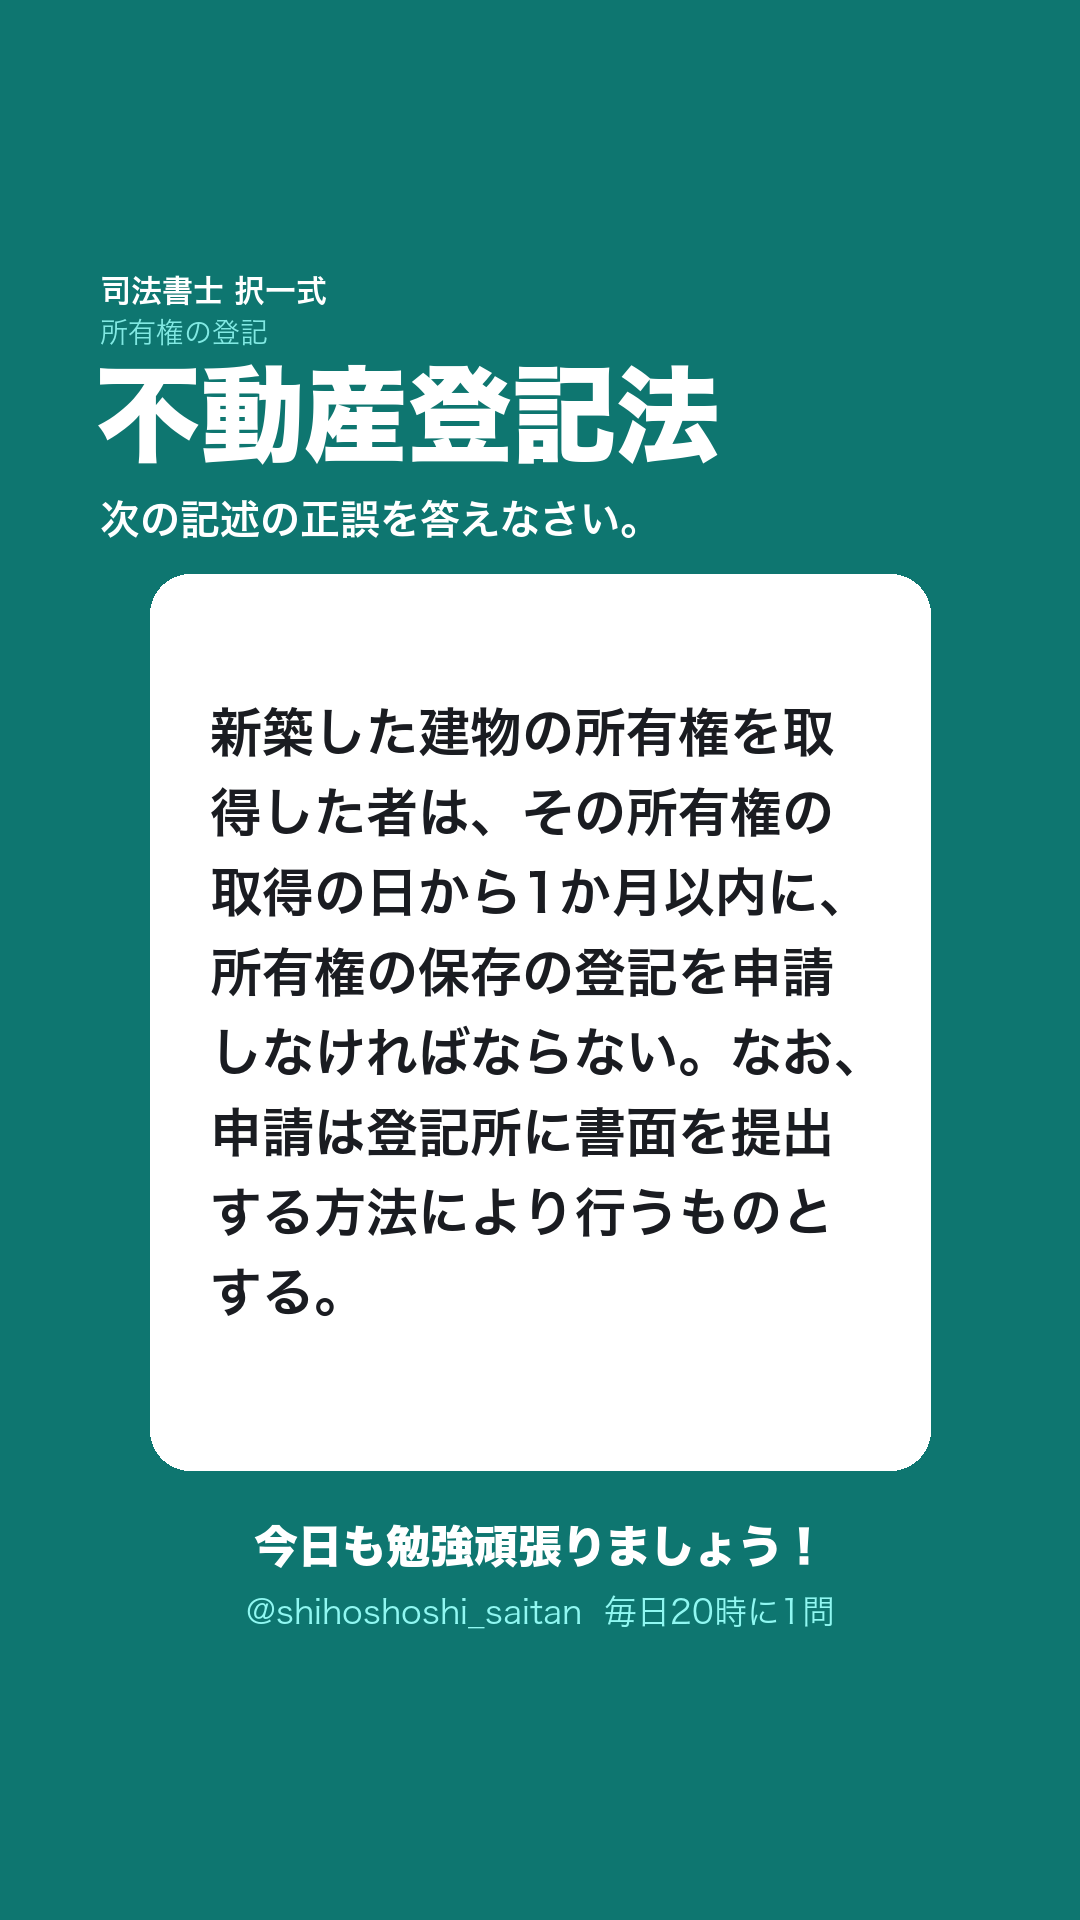 司法書士 択一式
所有権の登記
不動産登記法
次の記述の正誤を答えなさい。
新築した建物の所有権を取
得した者は、その所有権の
取得の日から1か月以内に、
所有権の保存の登記を申請
しなければならない。なお、
申請は登記所に書面を提出
する方法により行うものと
する。
今日も勉強頑張りましょう！
@shihoshoshi_saitan 毎日20時に1問